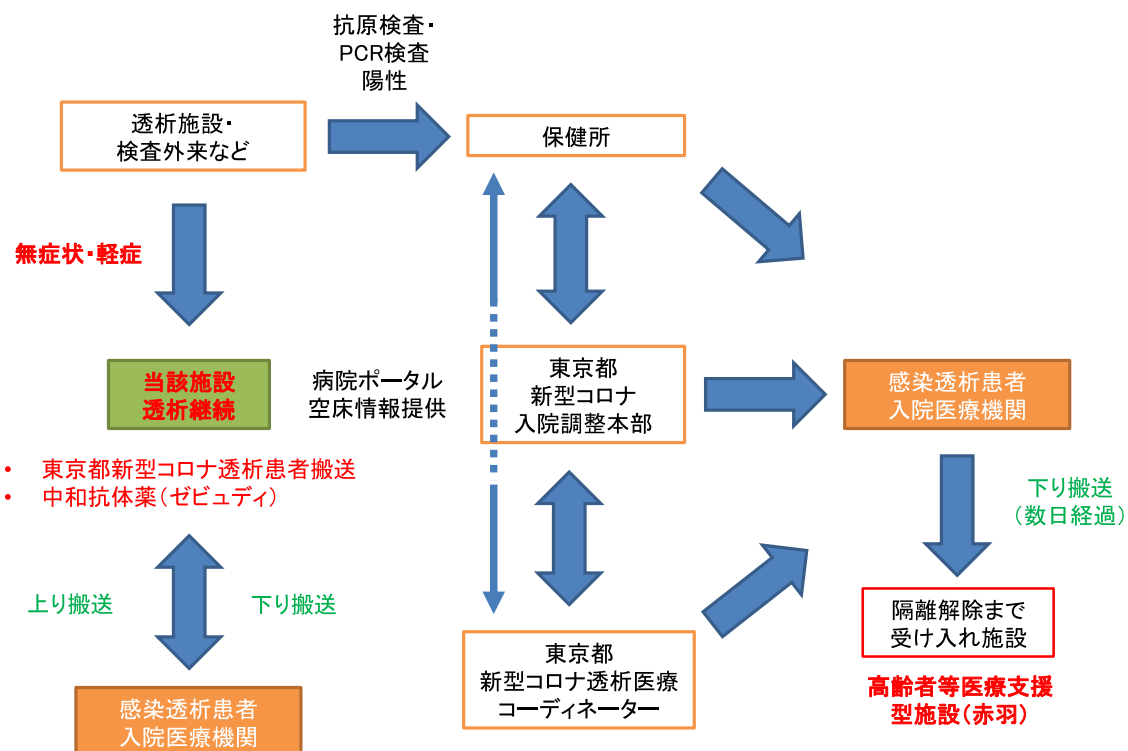 抗原検査・
PCR検査
陽性
透析施設・
検査外来など
保健所
無症状・軽症
当該施設
透析継続
病院ポータル
空床情報提供
東京都
新型コロナ
入院調整本部
感染透析患者
入院医療機関
• 東京都新型コロナ透析患者搬送
• 中和抗体薬（ゼビュディ）
下り搬送
（数日経過）
上り搬送
下り搬送
隔離解除まで
受け入れ施設
東京都
新型コロナ透析医療
コーディネーター
高齢者等医療支援
型施設（赤羽）
感染透析患者
入院医療機関